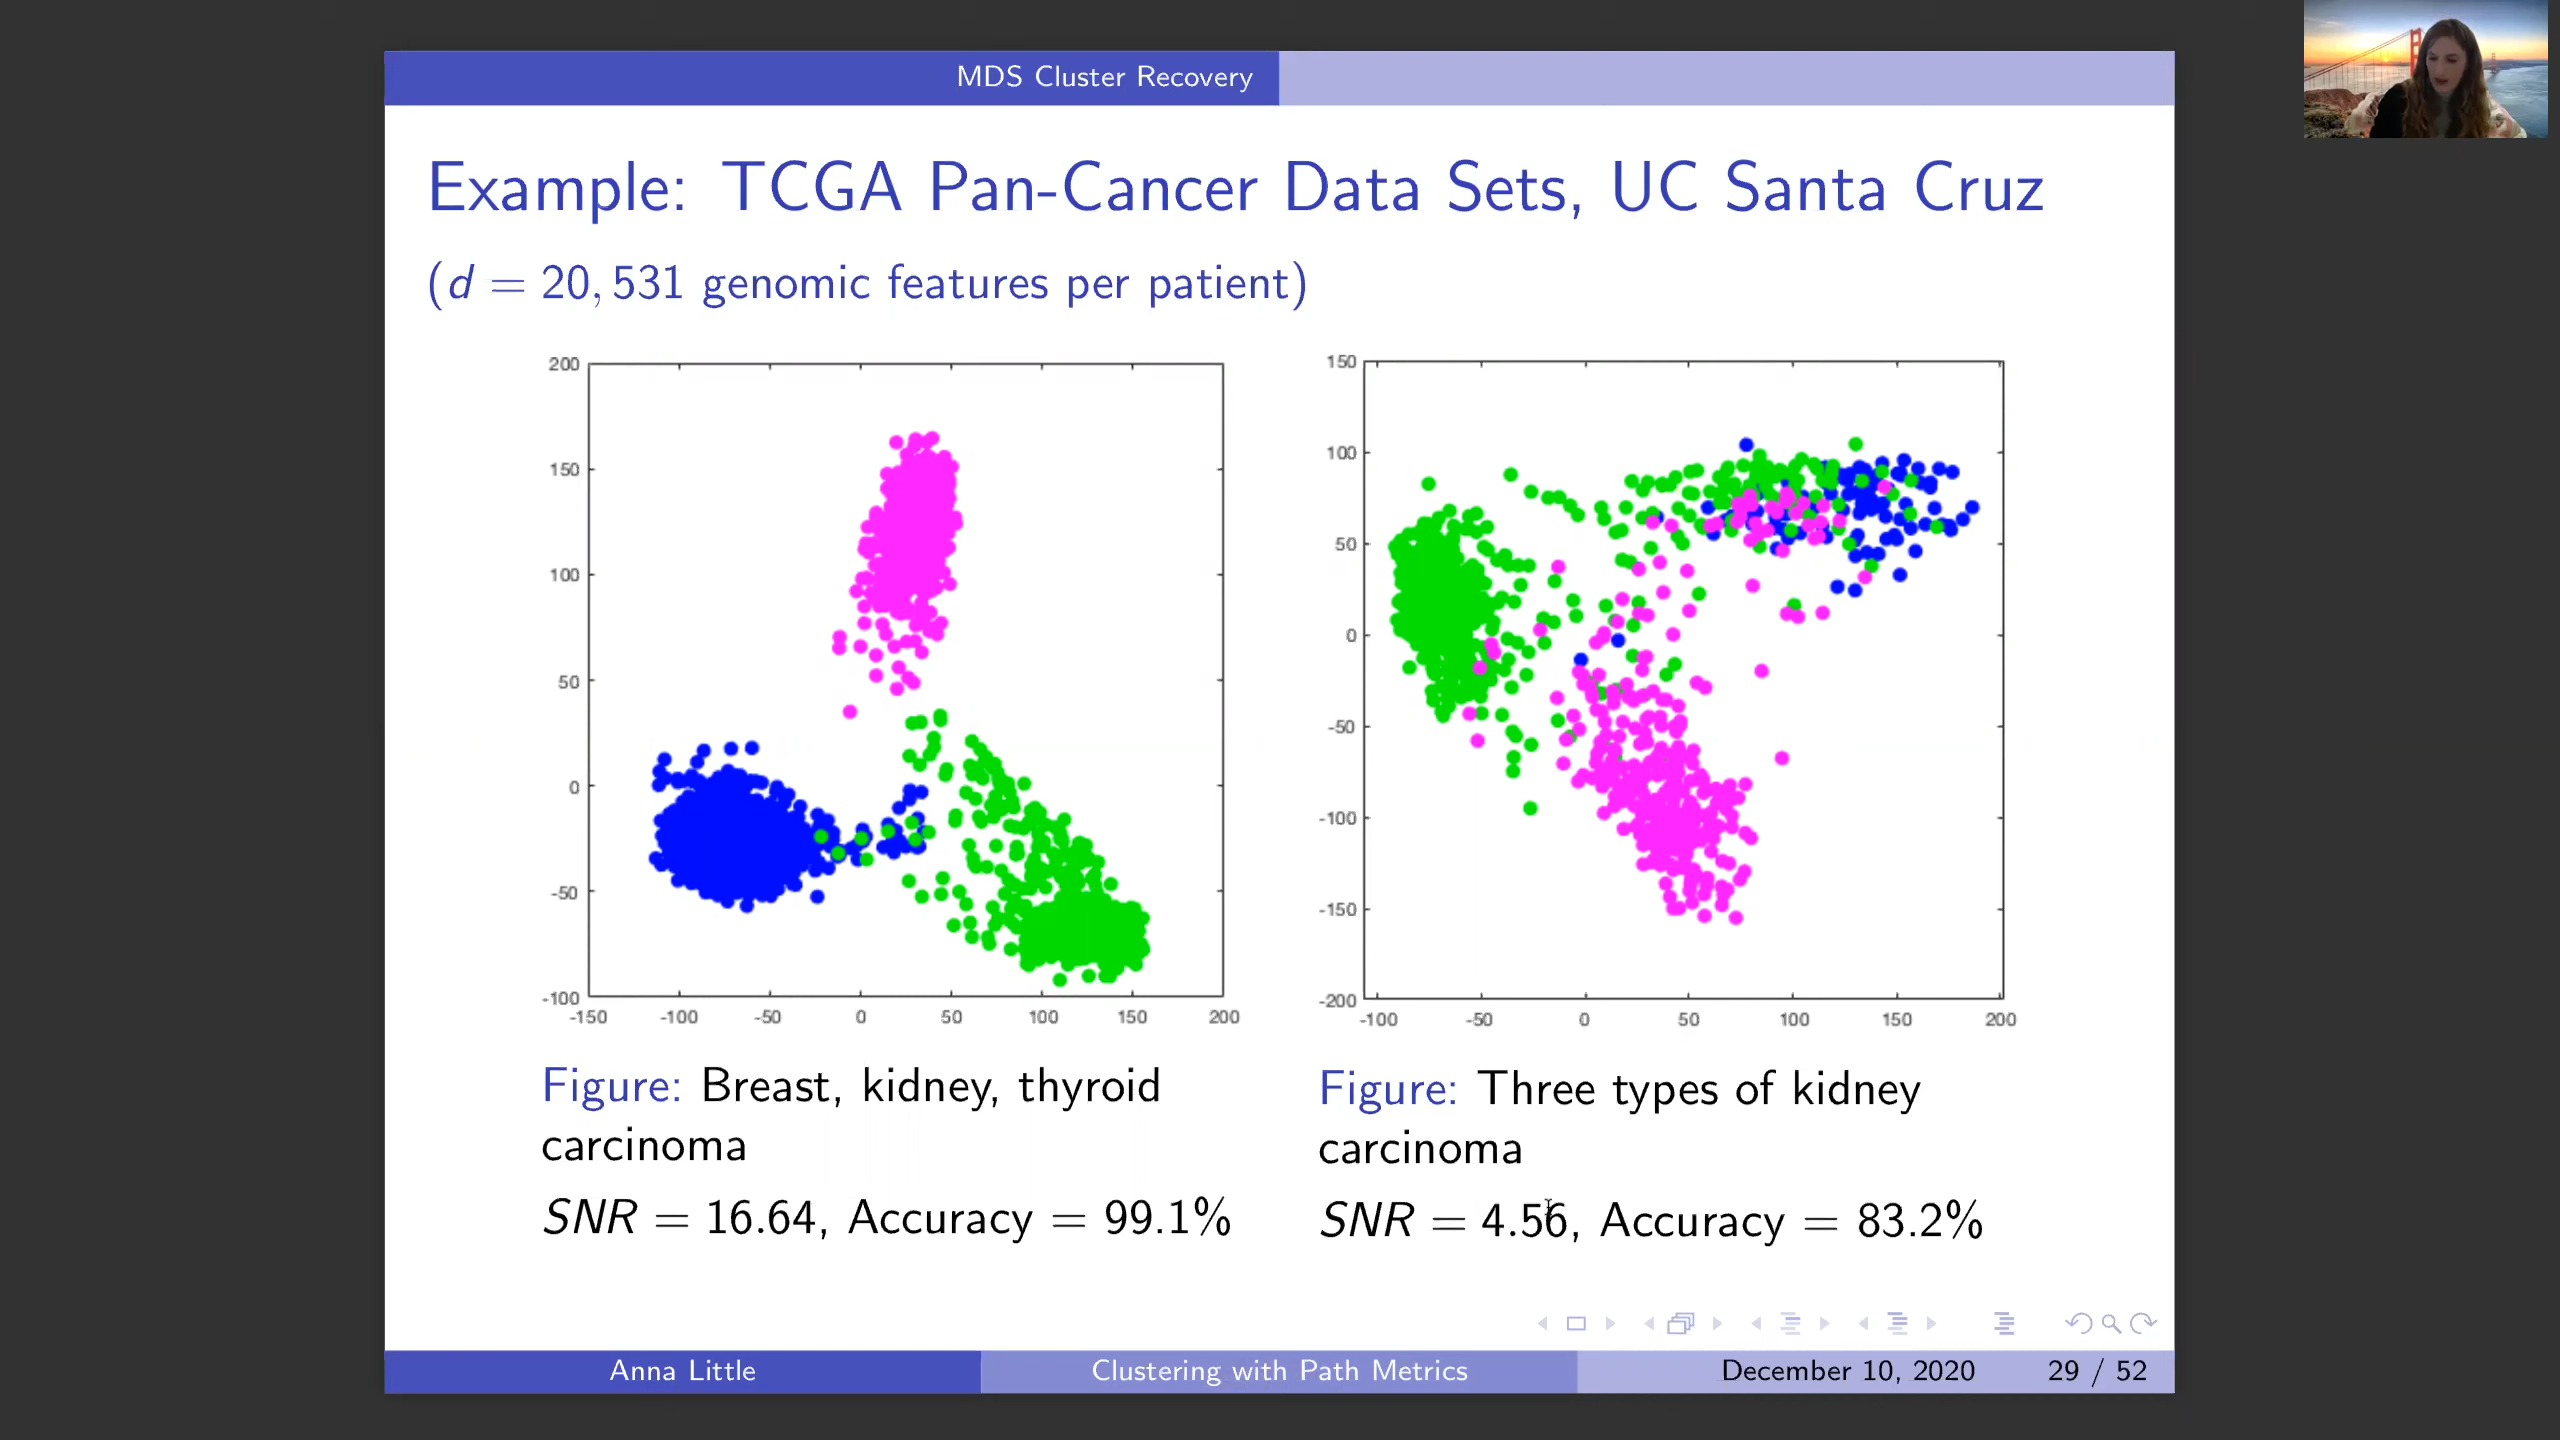 MDS Cluster Recovery
Example: TCGA Pan-Cancer Data Sets, UC Santa Cruz
(d = 20, 531 genomic features per patient)
200
150
100
50
0
-50
-100
-150 -100 -50 0 50 100 150 200
150
100
50
0
-50
-100
-150
-200
-100 -50 0 50 100 150 200
Figure: Breast, kidney, thyroid
carcinoma
SNR = 16.64, Accuracy = 99.1%
Figure: Three types of kidney
carcinoma
SNR = 4.56, Accuracy = 83.2%
Anna Little Clustering with Path Metrics December 10, 2020 29 / 52